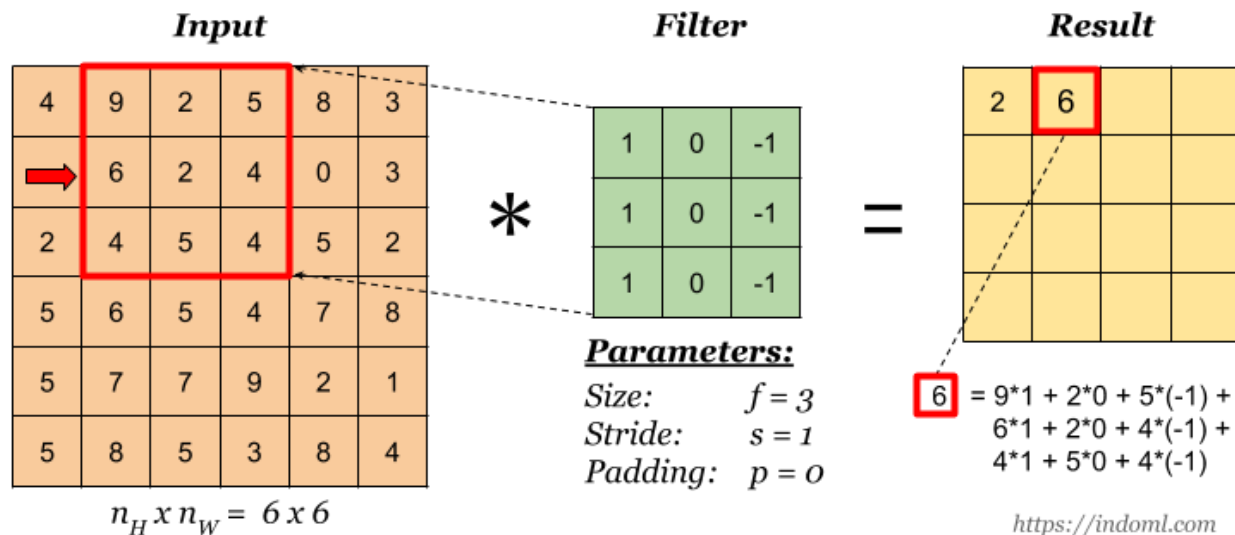 Input Filter Result
4 9 2 5 8 3
6 2 4 0 3
2 4 5 4 5 2
5 6 5 4 7 8
5 7 7 9 2 1
5 8 5 3 8 4
n_H x n_W = 6 x 6
*
1 0 -1
1 0 -1
1 0 -1
Parameters:
Size: f = 3
Stride: s = 1
Padding: p = 0
=
2 6
6 = 9*1 + 2*0 + 5*(-1) +
6*1 + 2*0 + 4*(-1) +
4*1 + 5*0 + 4*(-1)
https://indoml.com